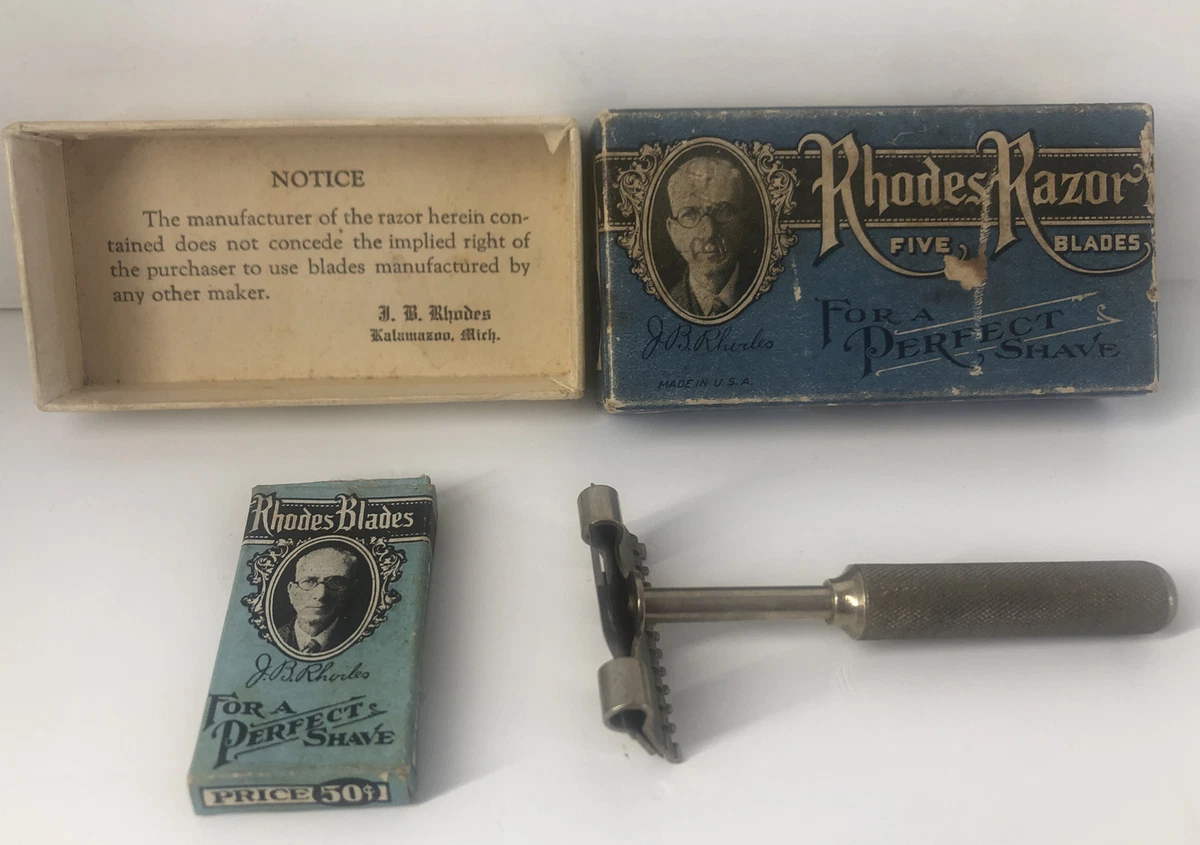 NOTICE
The manufacturer of the razor herein con-
tained does not concede the implied right of
the purchaser to use blades manufactured by
any other maker.
J. B. Rhodes
Kalamazoo, Mich.
Rhodes Razor
FIVE BLADES
J.B. Rhodes
FOR A
PERFECT
SHAVE
MADE IN U.S.A.
Rhodes Blades
J.B. Rhodes
FOR A
PERFECT
SHAVE
PRICE 50¢